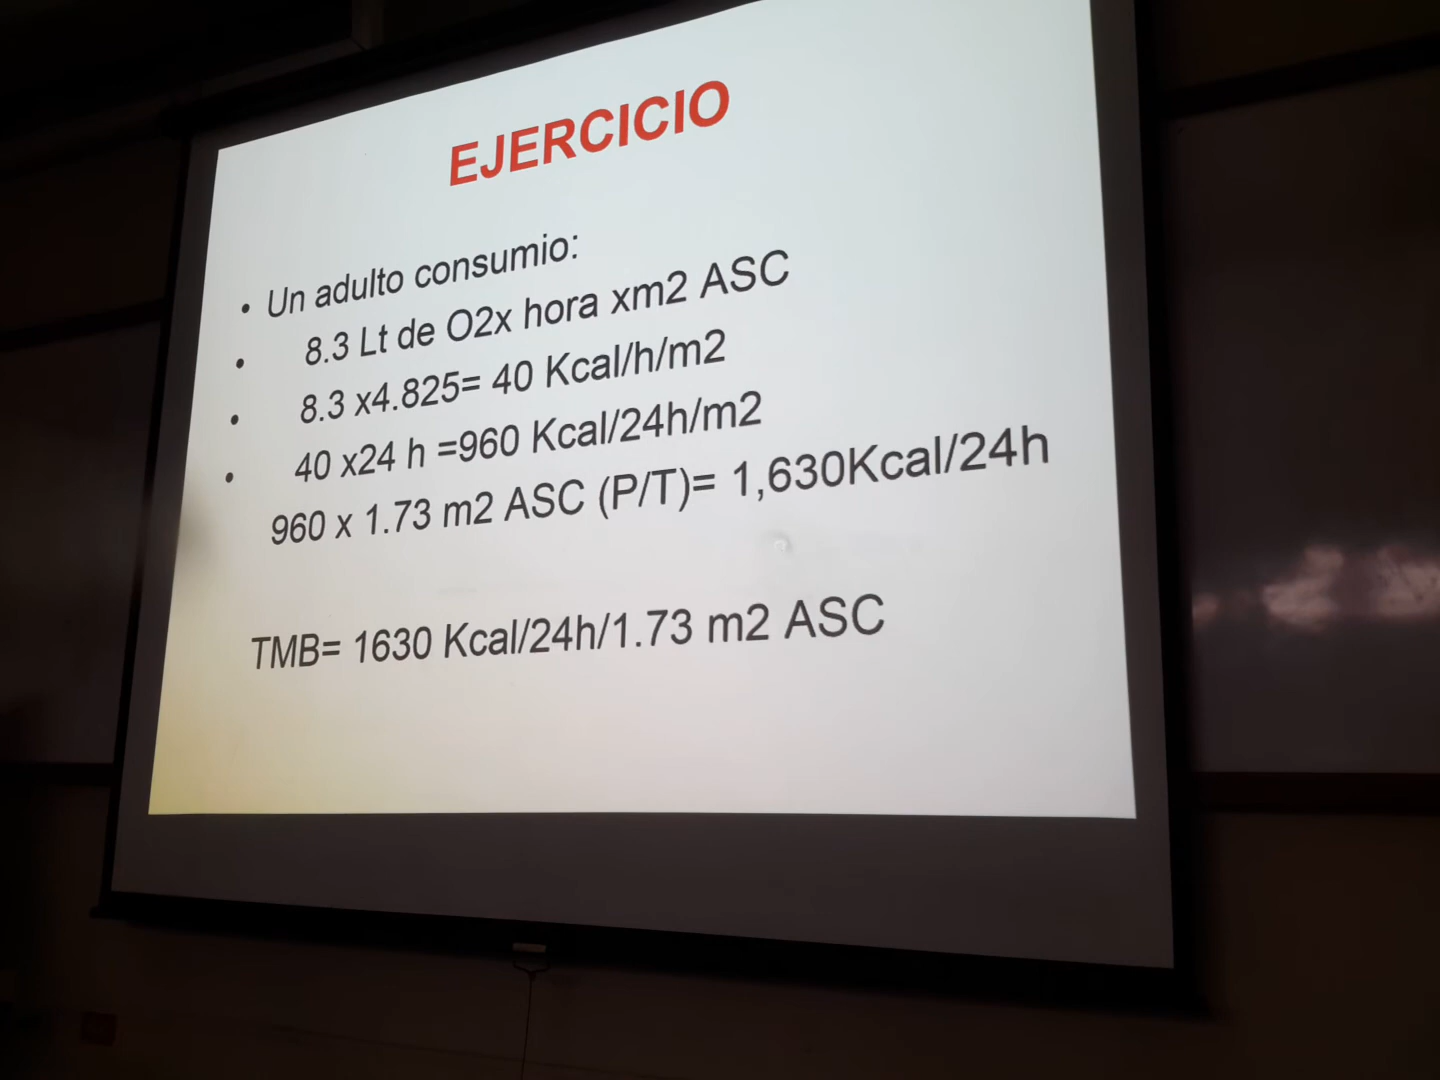 EJERCICIO
• Un adulto consumio:
• 8.3 Lt de O2x hora xm2 ASC
• 8.3 x4.825= 40 Kcal/h/m2
• 40 x24 h =960 Kcal/24h/m2
960 x 1.73 m2 ASC (P/T)= 1,630Kcal/24h
TMB= 1630 Kcal/24h/1.73 m2 ASC